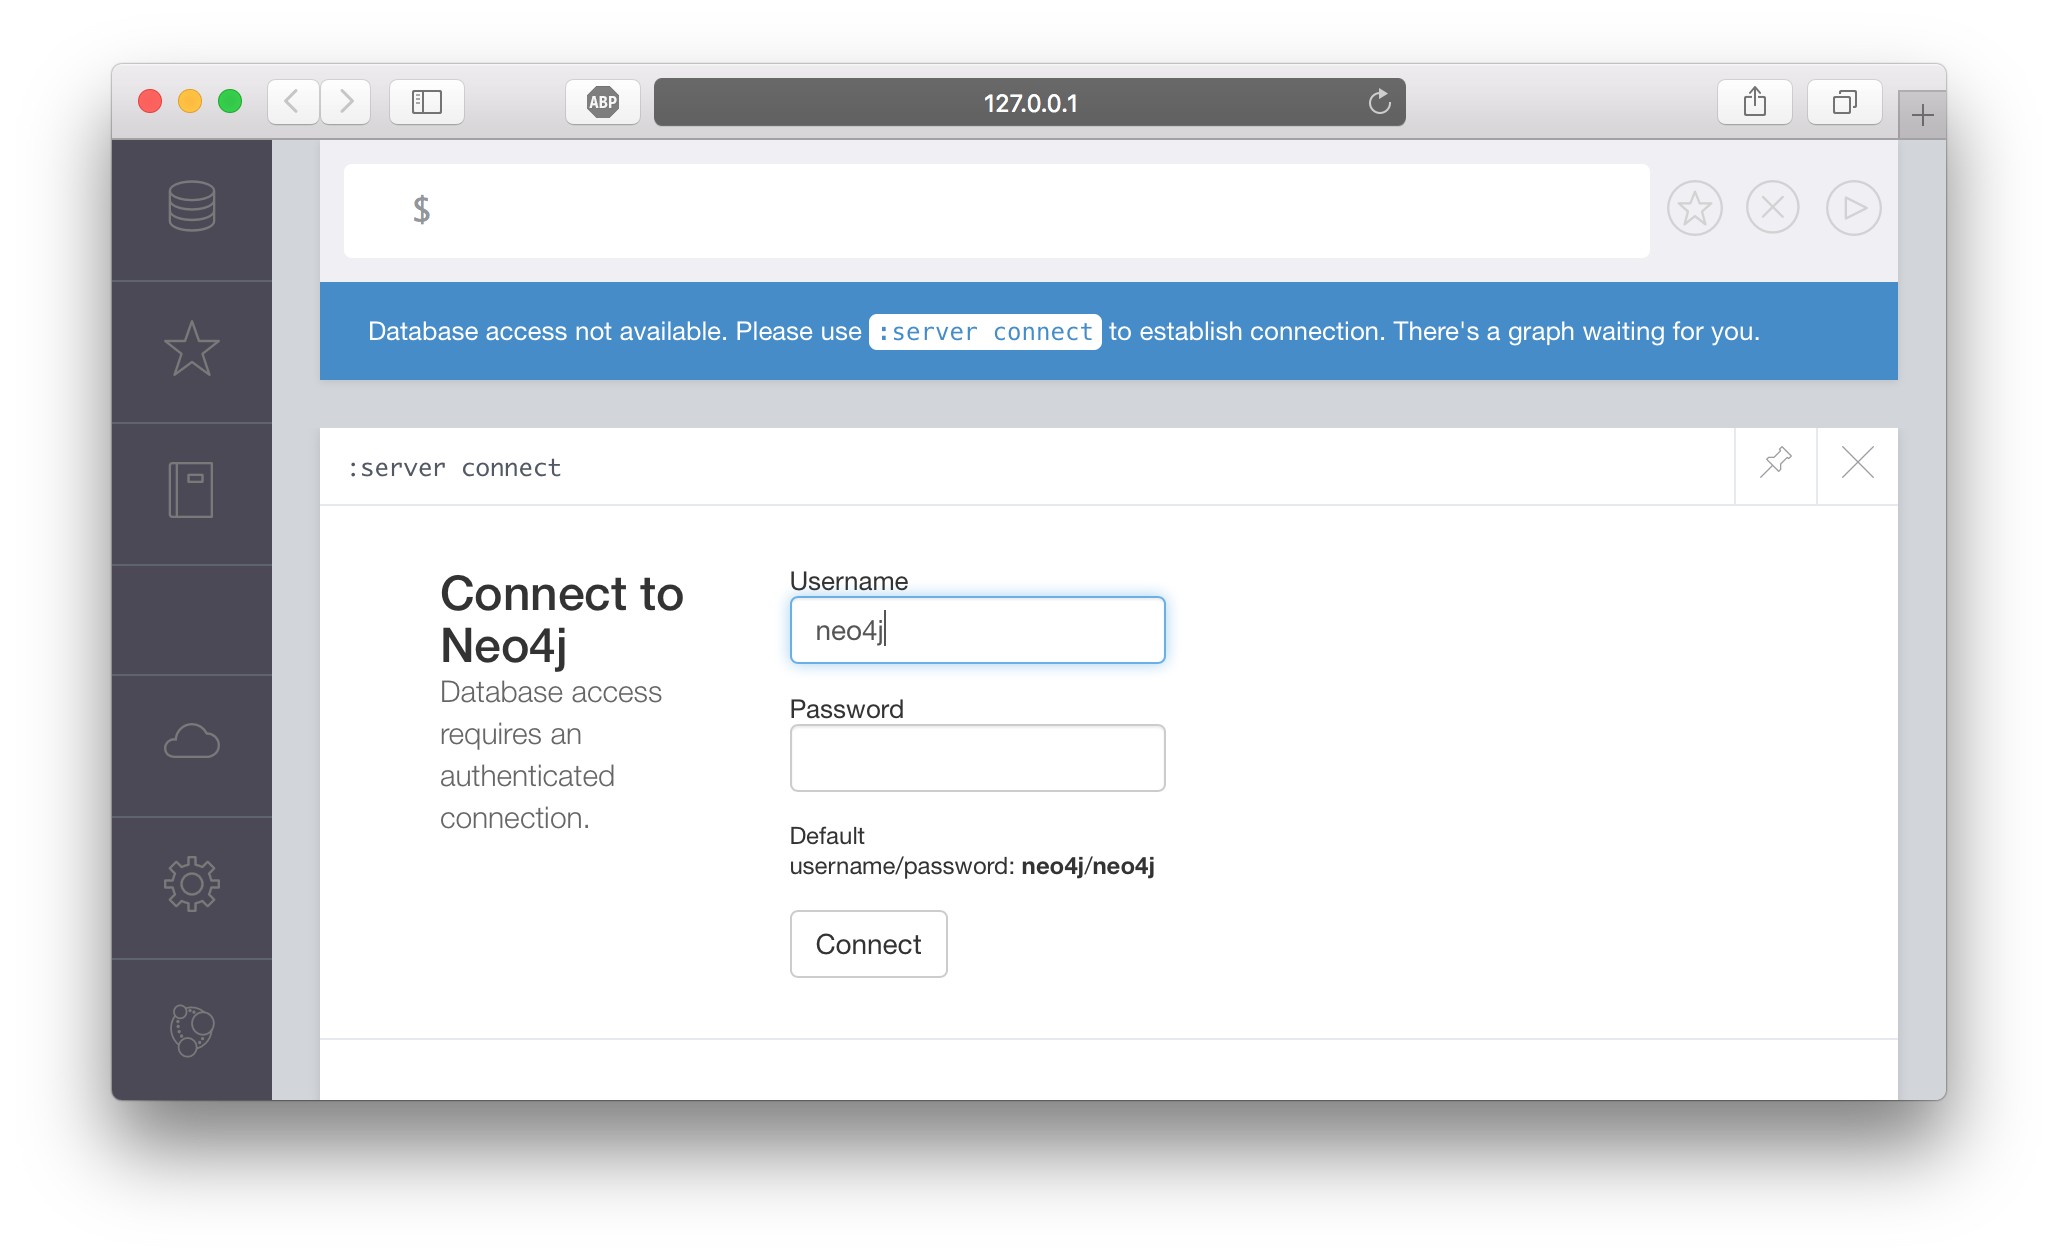 ABP
127.0.0.1
$
Database access not available. Please use :server connect to establish connection. There's a graph waiting for you.
:server connect
Connect to
Neo4j
Database access
requires an
authenticated
connection.
Username
neo4j
Password
Default
username/password: neo4j/neo4j
Connect